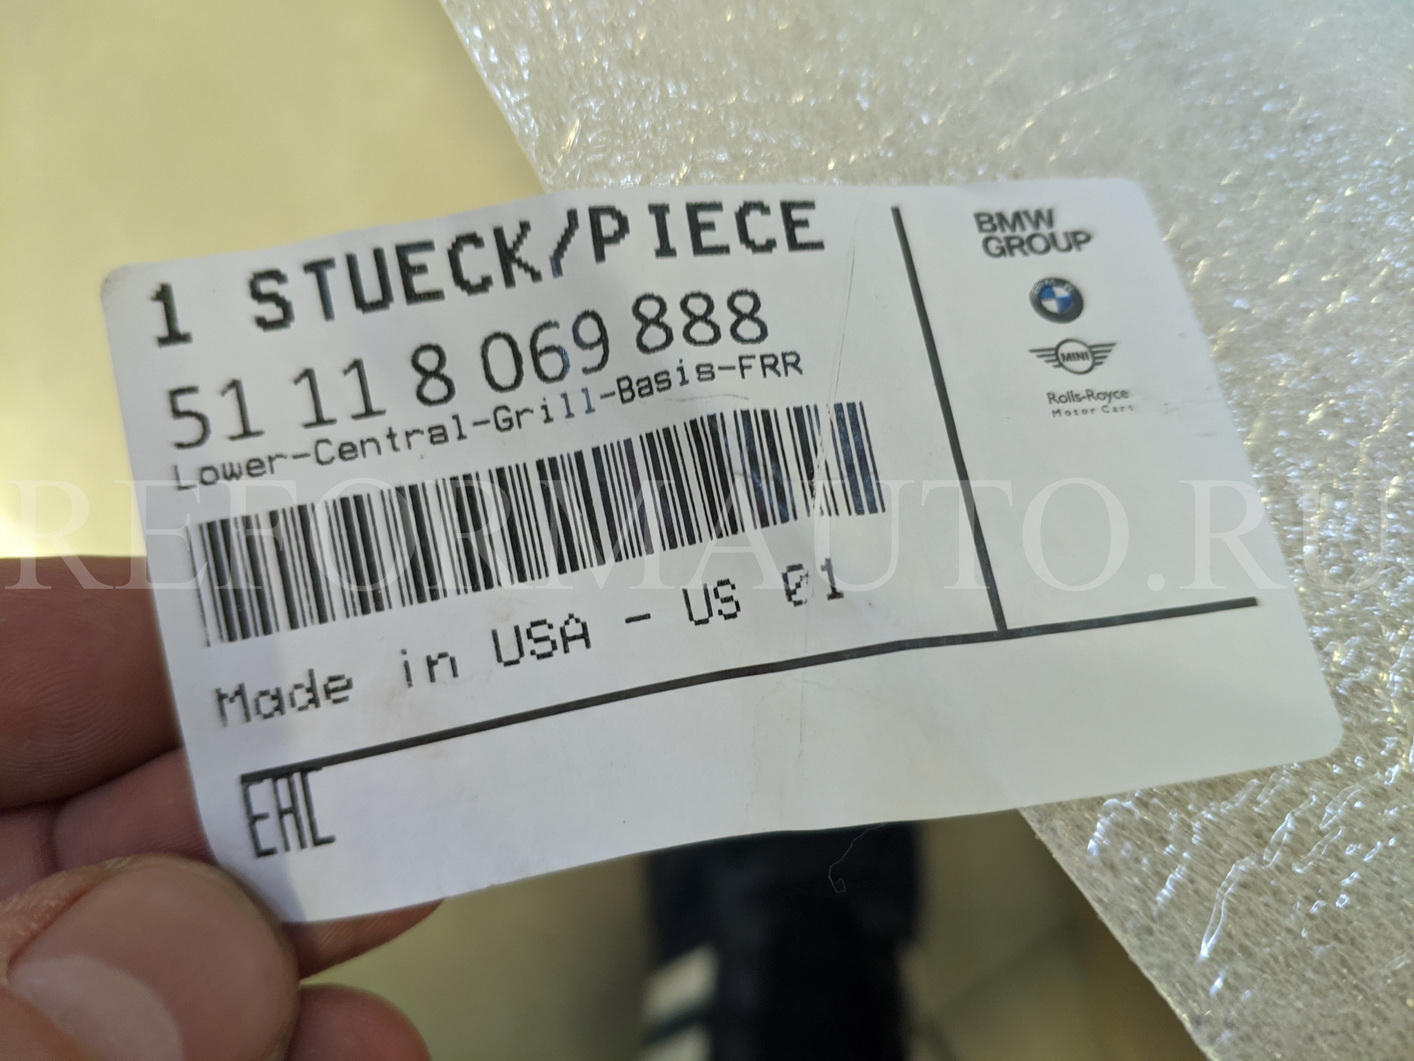 1 STUECK/PIECE
51 11 8 069 888
Lower-Central-Grill-Basis-FRR
Made in USA - US 01
EAC
BMW
GROUP
MINI
Rolls-Royce
Motor Cars
REFORMAUTO.RU